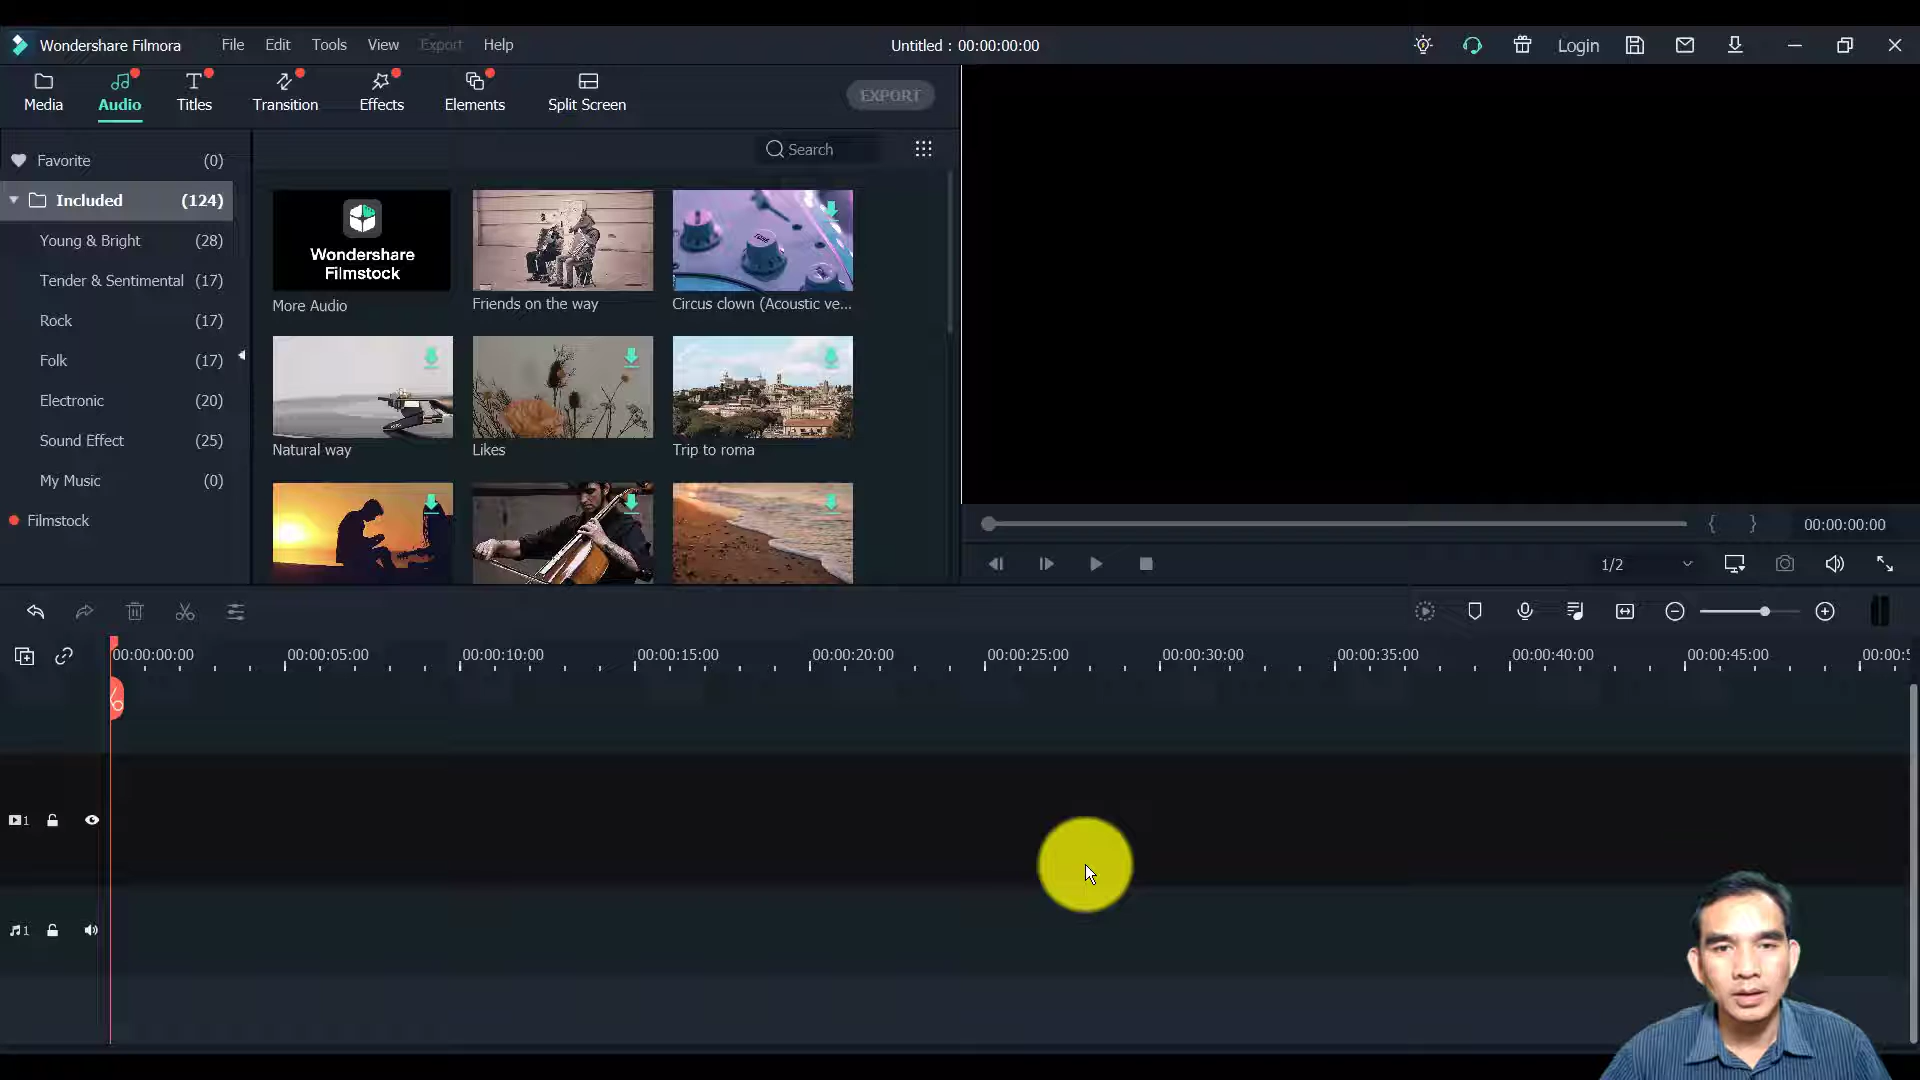 Wondershare Filmora File Edit Tools View Export Help Untitled : 00:00:00:00 Login
Media Audio Titles Transition Effects Elements Split Screen EXPORT
Favorite (0)
Search
Included (124)
Young & Bright (28)
Tender & Sentimental (17)
Rock (17)
Folk (17)
Electronic (20)
Sound Effect (25)
My Music (0)
Filmstock
Wondershare
Filmstock
More Audio Friends on the way Circus clown (Acoustic ve...
Natural way Likes Trip to roma
{ } 00:00:00:00
1/2
00:00:00:00 00:00:05:00 00:00:10:00 00:00:15:00 00:00:20:00 00:00:25:00 00:00:30:00 00:00:35:00 00:00:40:00 00:00:45:00
1
1